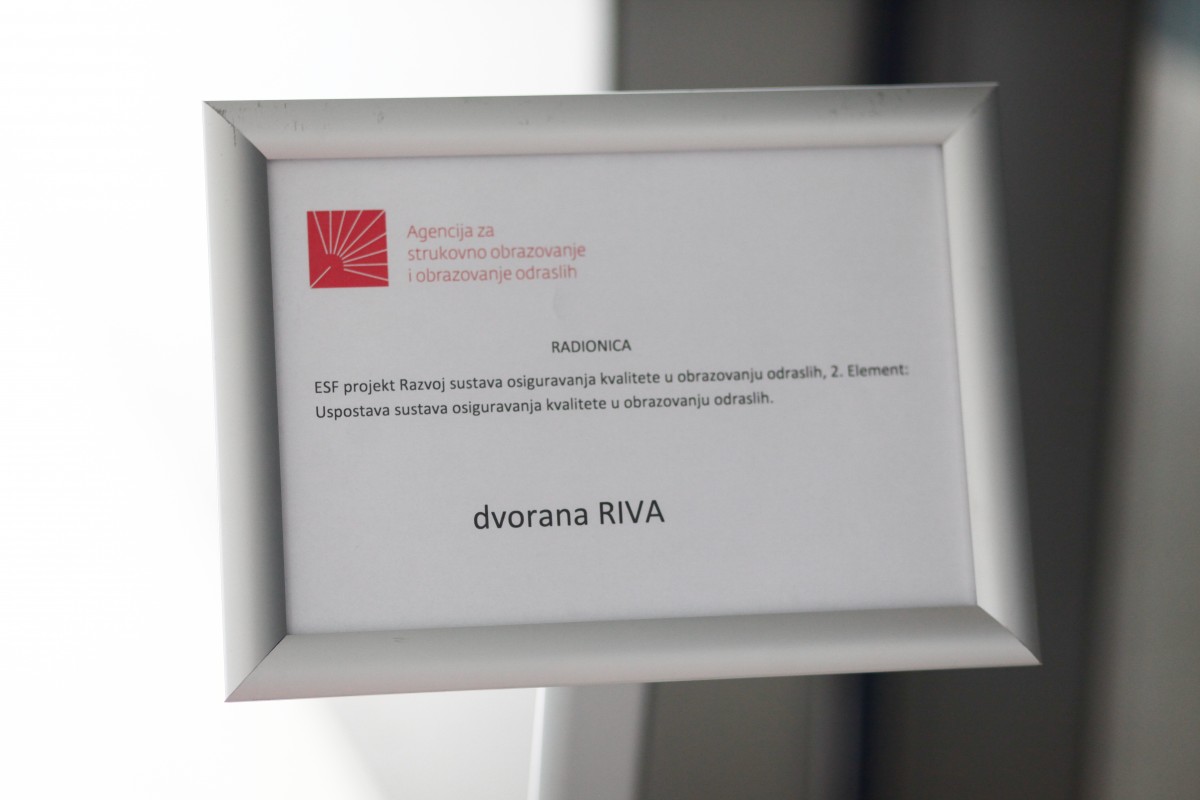 Agencija za
strukovno obrazovanje
i obrazovanje odraslih
RADIONICA
ESF projekt Razvoj sustava osiguravanja kvalitete u obrazovanju odraslih, 2. Element:
Uspostava sustava osiguravanja kvalitete u obrazovanju odraslih.
dvorana RIVA